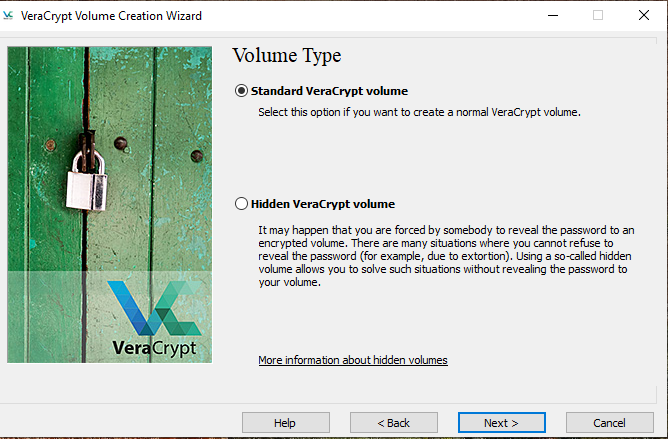 VeraCrypt Volume Creation Wizard
Volume Type
Standard VeraCrypt volume
Select this option if you want to create a normal VeraCrypt volume.
Hidden VeraCrypt volume
It may happen that you are forced by somebody to reveal the password to an
encrypted volume. There are many situations where you cannot refuse to
reveal the password (for example, due to extortion). Using a so-called hidden
volume allows you to solve such situations without revealing the password to
your volume.
VeraCrypt
More information about hidden volumes
Help
< Back
Next >
Cancel